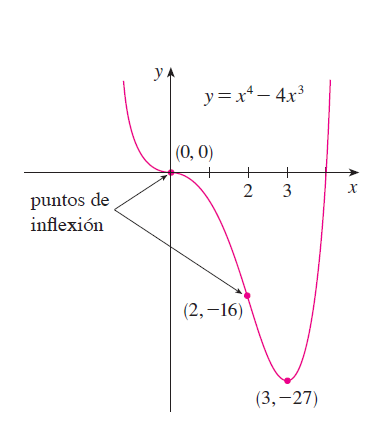 y
y = x⁴ – 4x³
(0, 0)
2
3
x
puntos de
inflexión
(2, –16)
(3, –27)